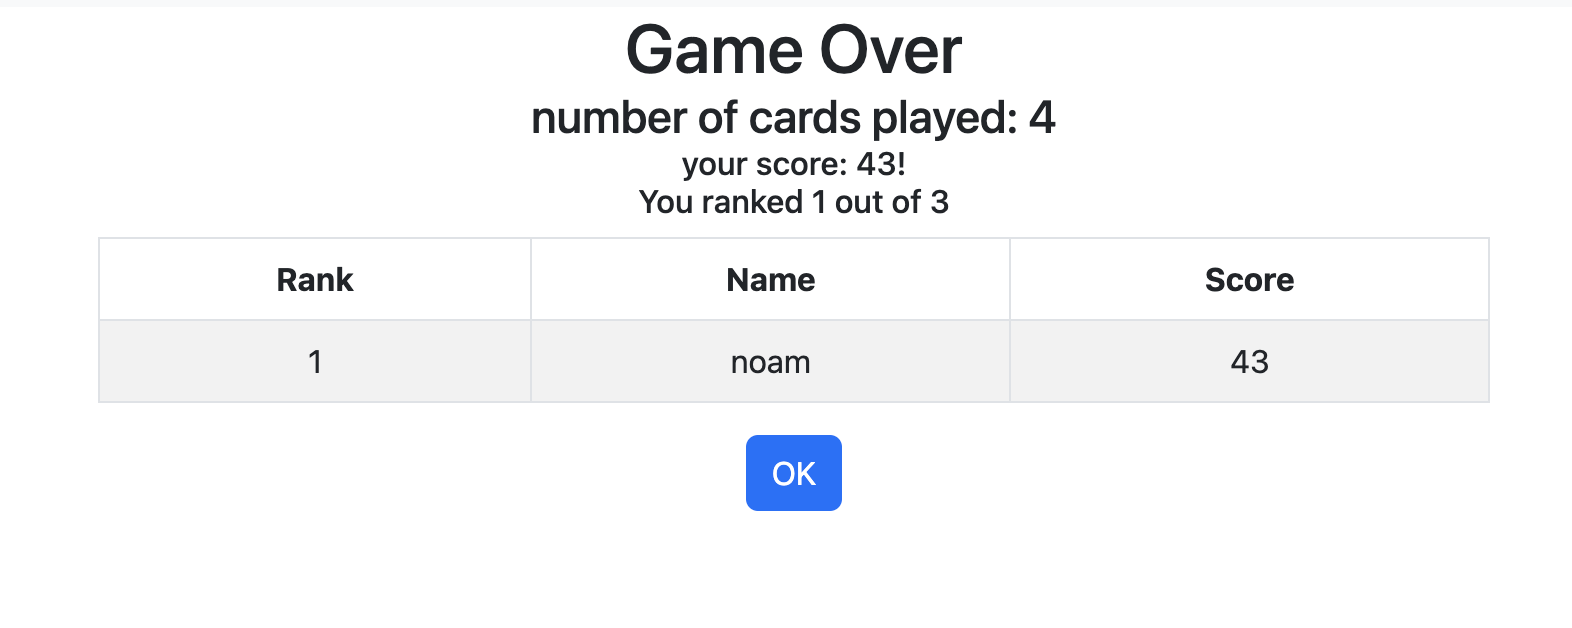 Game Over
number of cards played: 4
your score: 43!
You ranked 1 out of 3
Rank Name Score
1 noam 43
OK